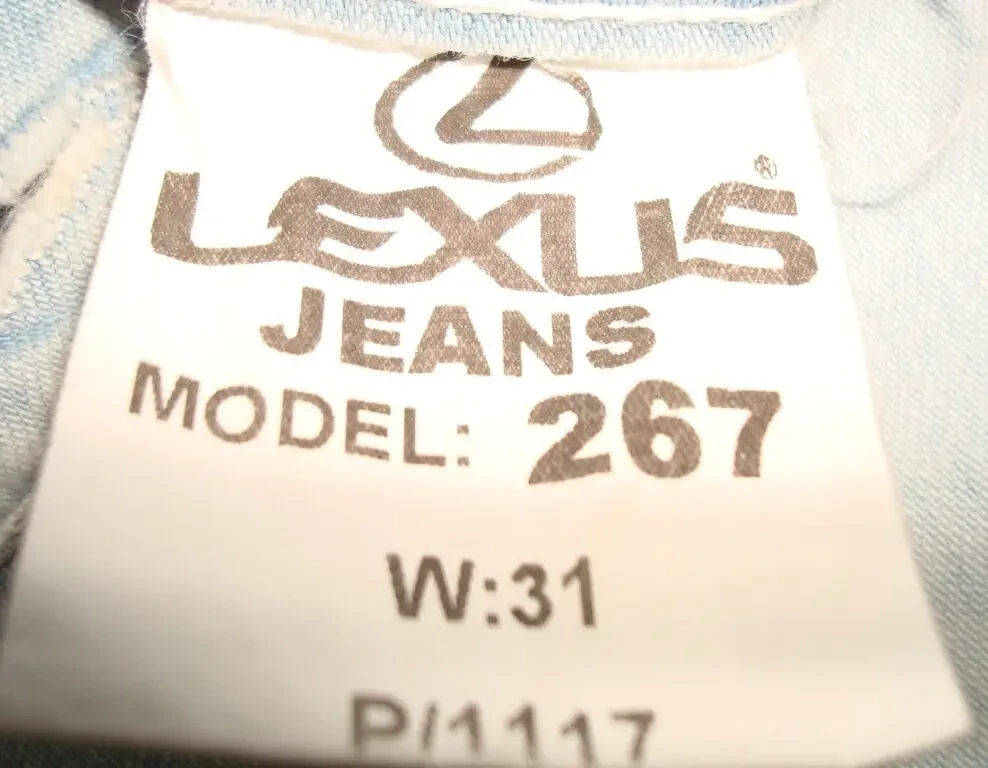 L
LEXUS®
JEANS
MODEL: 267
W:31
P/1117